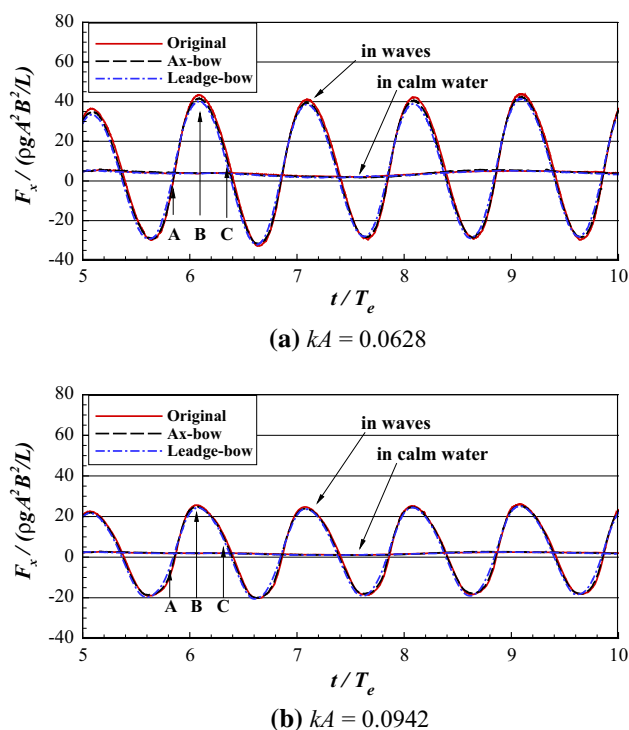 80
Original
Ax-bow
Leadge-bow
in waves
in calm water
60
40
20
0
-20
-40
A B C
5 6 7 8 9 10
F_x / (ρgA²B²/L)
t / T_e
(a) kA = 0.0628
80
Original
Ax-bow
Leadge-bow
in waves
in calm water
60
40
20
0
-20
-40
A B C
5 6 7 8 9 10
F_x / (ρgA²B²/L)
t / T_e
(b) kA = 0.0942